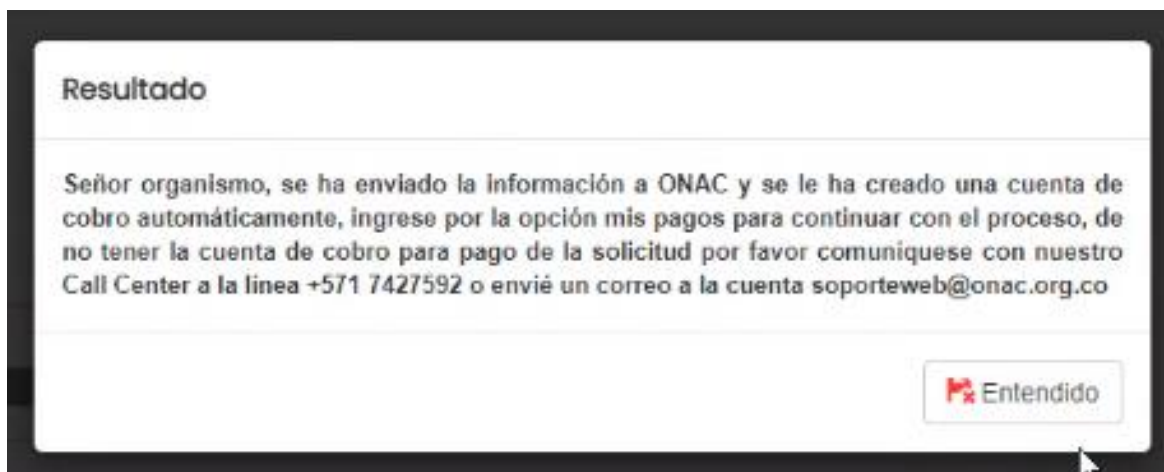 Resultado
Señor organismo, se ha enviado la información a ONAC y se le ha creado una cuenta de
cobro automáticamente, ingrese por la opción mis pagos para continuar con el proceso, de
no tener la cuenta de cobro para pago de la solicitud por favor comuniquese con nuestro
Call Center a la linea +571 7427592 o envié un correo a la cuenta soporteweb@onac.org.co
Entendido